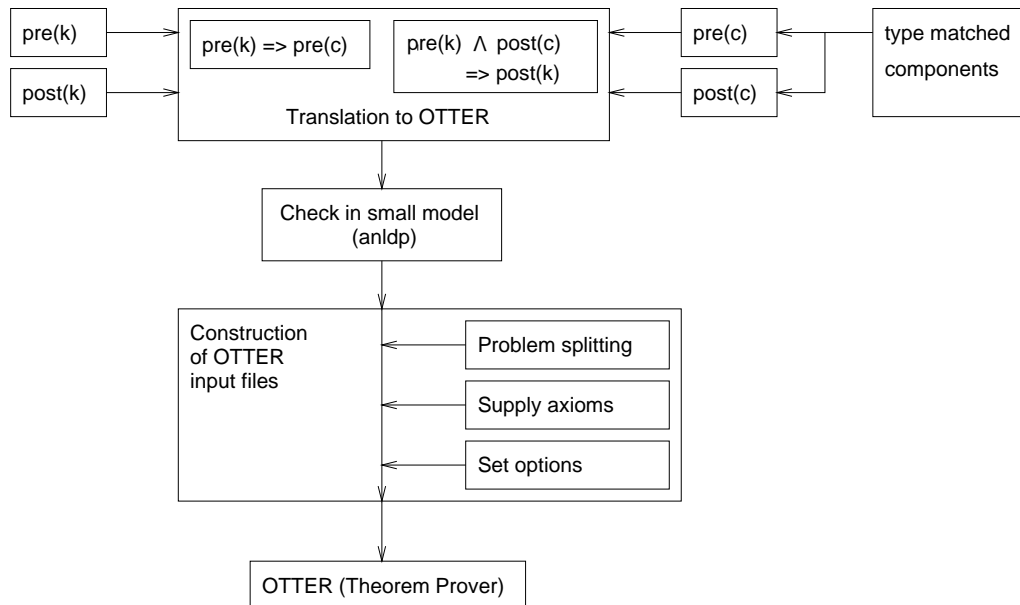 pre(k)
post(k)
pre(k) => pre(c)
pre(k) Λ post(c)
=> post(k)
Translation to OTTER
pre(c)
post(c)
type matched
components
Check in small model
(anldp)
Construction
of OTTER
input files
Problem splitting
Supply axioms
Set options
OTTER (Theorem Prover)